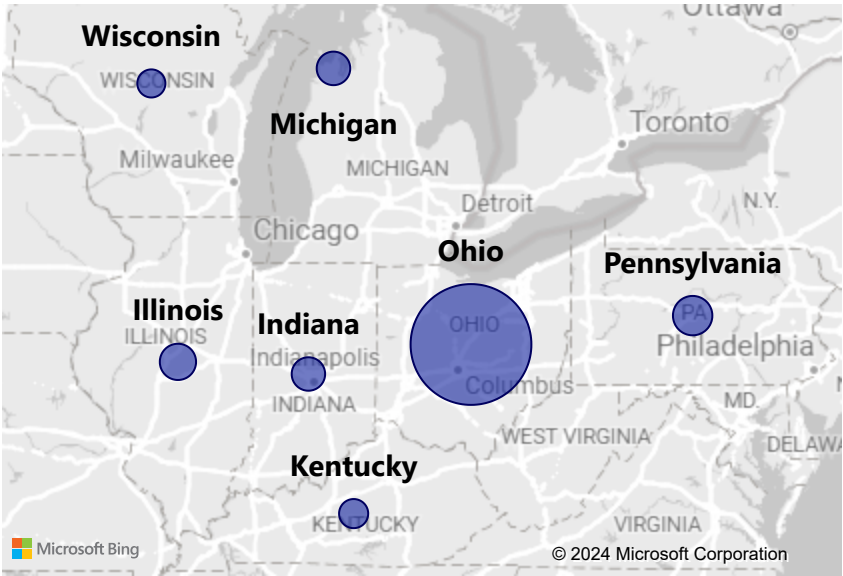 Ottawa
Wisconsin
WISCONSIN
Michigan
Toronto
Milwaukee
MICHIGAN
N.Y.
Detroit
Chicago
Ohio
Pennsylvania
Illinois
Indiana
OHIO
PA
ILLINOIS
Indianapolis
Philadelphia
Columbus
INDIANA
MD.
WEST VIRGINIA
DELAWA
Kentucky
KENTUCKY
VIRGINIA
Microsoft Bing
© 2024 Microsoft Corporation